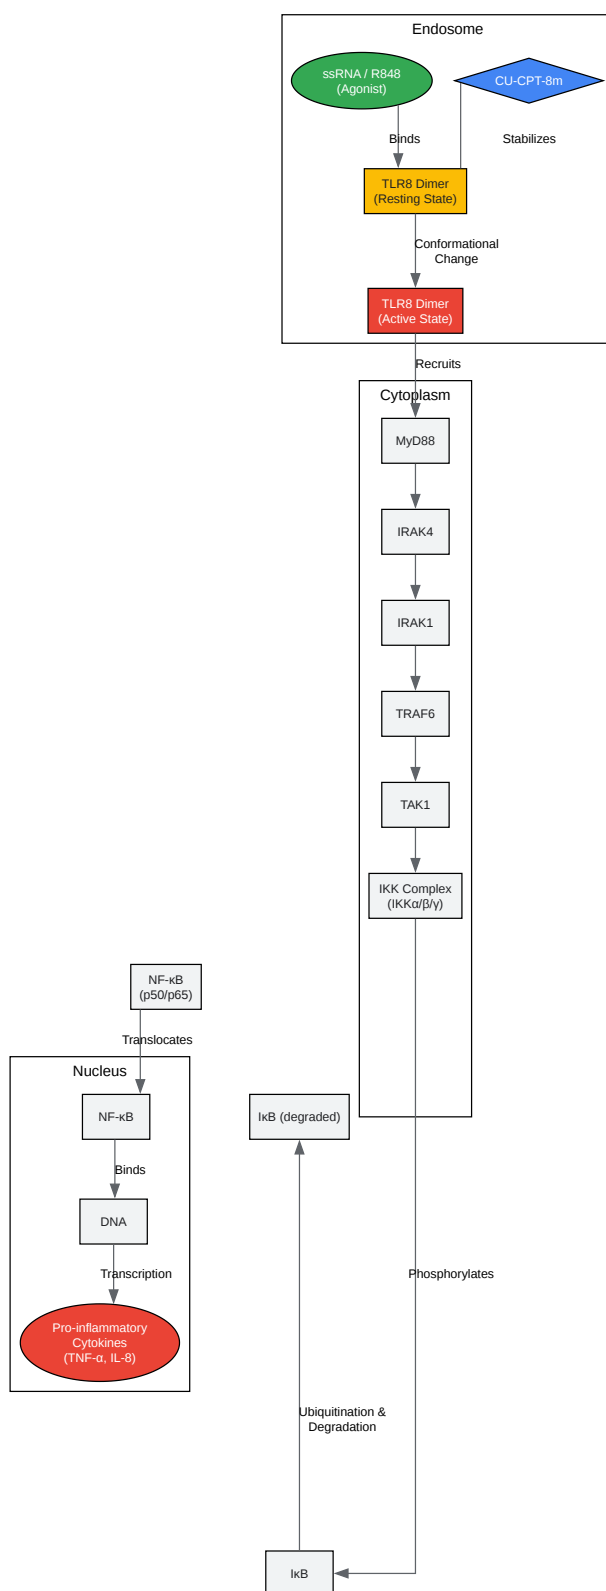 Endosome
ssRNA / R848
(Agonist)
CU-CPT-8m
Binds
Stabilizes
TLR8 Dimer
(Resting State)
Conformational
Change
TLR8 Dimer
(Active State)
Recruits
Cytoplasm
MyD88
IRAK4
IRAK1
TRAF6
TAK1
IKK Complex
(IKKα/β/γ)
NF-κB
(p50/p65)
Translocates
Nucleus
NF-κB
IκB (degraded)
Binds
DNA
Transcription
Phosphorylates
Pro-inflammatory
Cytokines
(TNF-α, IL-8)
Ubiquitination &
Degradation
IκB